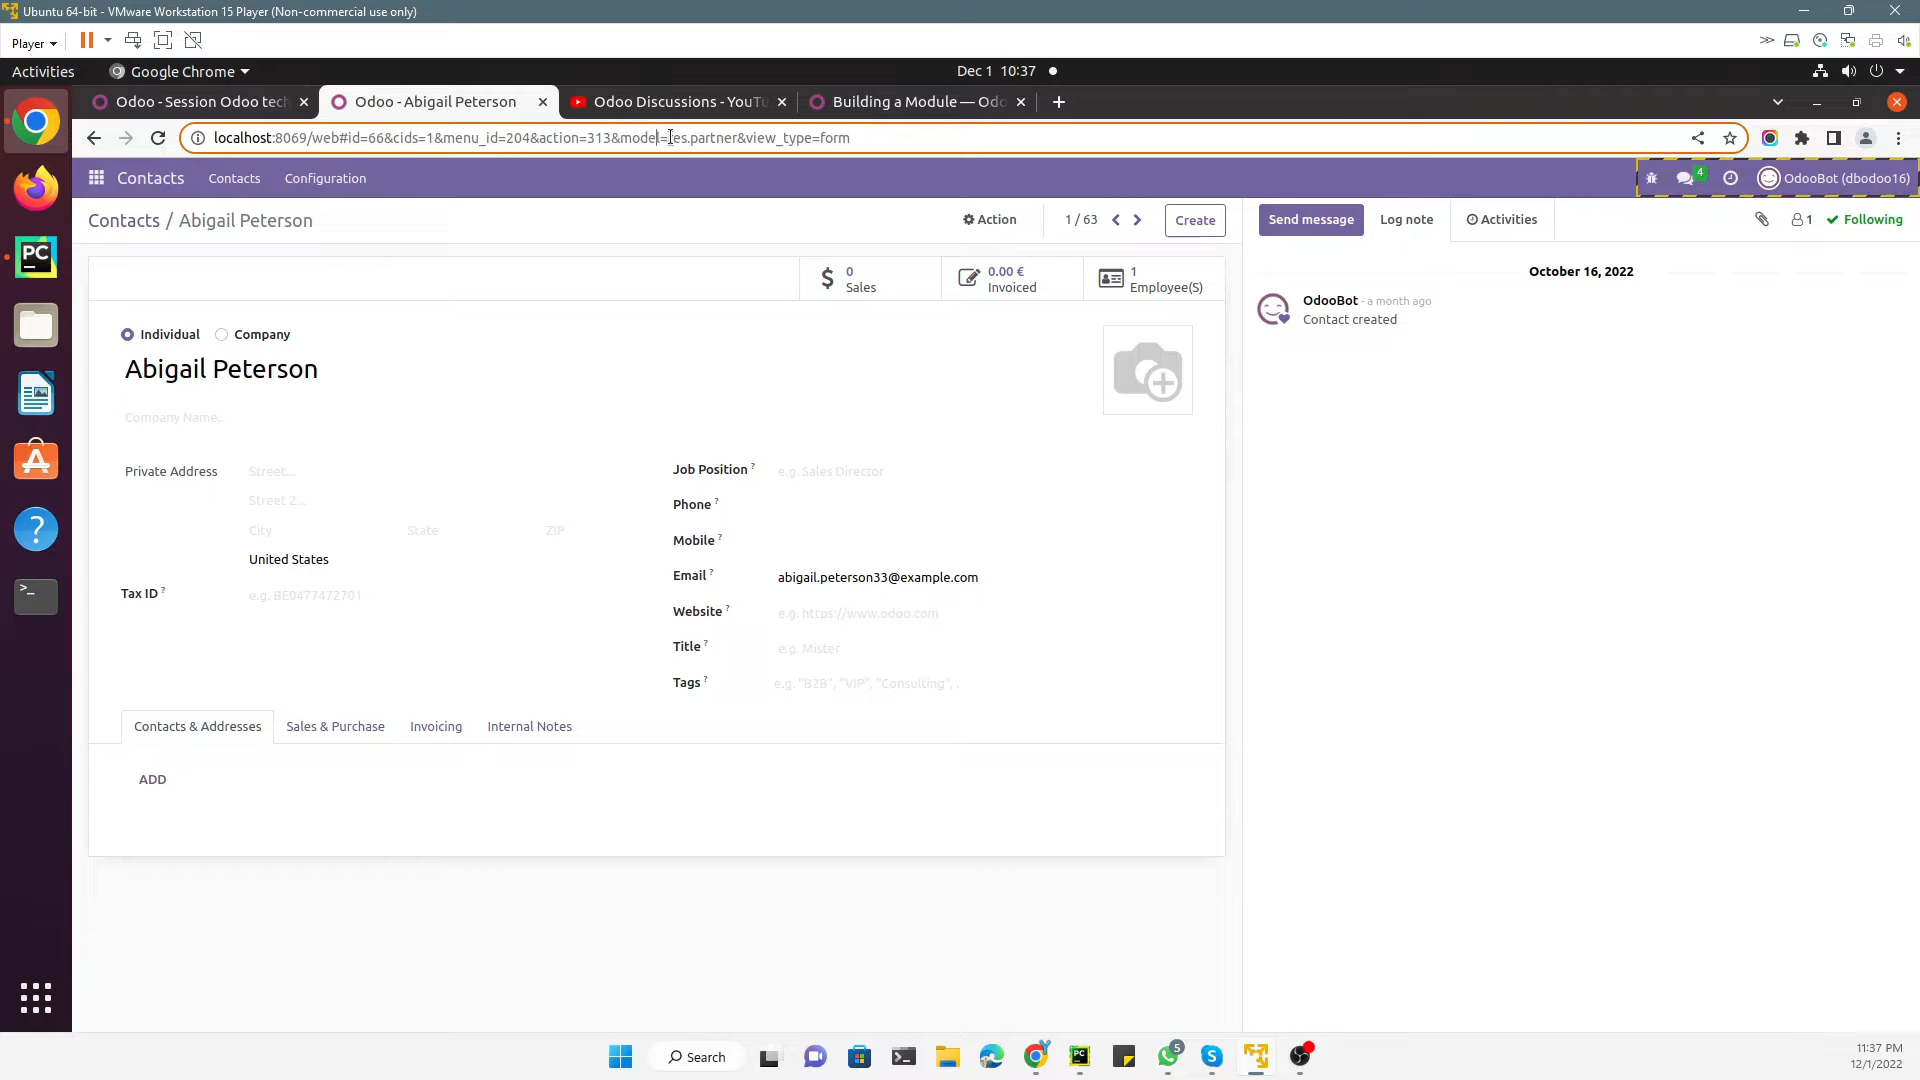 Ubuntu 64-bit - VMware Workstation 15 Player (Non-commercial use only)
Player
Activities
Google Chrome
Dec 1 10:37
Odoo - Session Odoo tech
Odoo - Abigail Peterson
Odoo Discussions - YouTu
Building a Module — Odo
localhost:8069/web#id=66&cids=1&menu_id=204&action=313&model=res.partner&view_type=form
Contacts
Contacts
Configuration
4
OdooBot (dbodoo16)
Contacts / Abigail Peterson
Action
1 / 63
Create
Send message
Log note
Activities
1
Following
0
Sales
0.00 €
Invoiced
1
Employee(S)
October 16, 2022
OdooBot - a month ago
Contact created
Individual
Company
Abigail Peterson
Company Name...
Private Address
Street...
Street 2...
City
State
ZIP
United States
Tax ID ?
e.g. BE0477472701
Job Position ?
e.g. Sales Director
Phone ?
Mobile ?
Email ?
abigail.peterson33@example.com
Website ?
e.g. https://www.odoo.com
Title ?
e.g. Mister
Tags ?
e.g. "B2B", "VIP", "Consulting", .
Contacts & Addresses
Sales & Purchase
Invoicing
Internal Notes
ADD
PC
Search
5
11:37 PM
12/1/2022